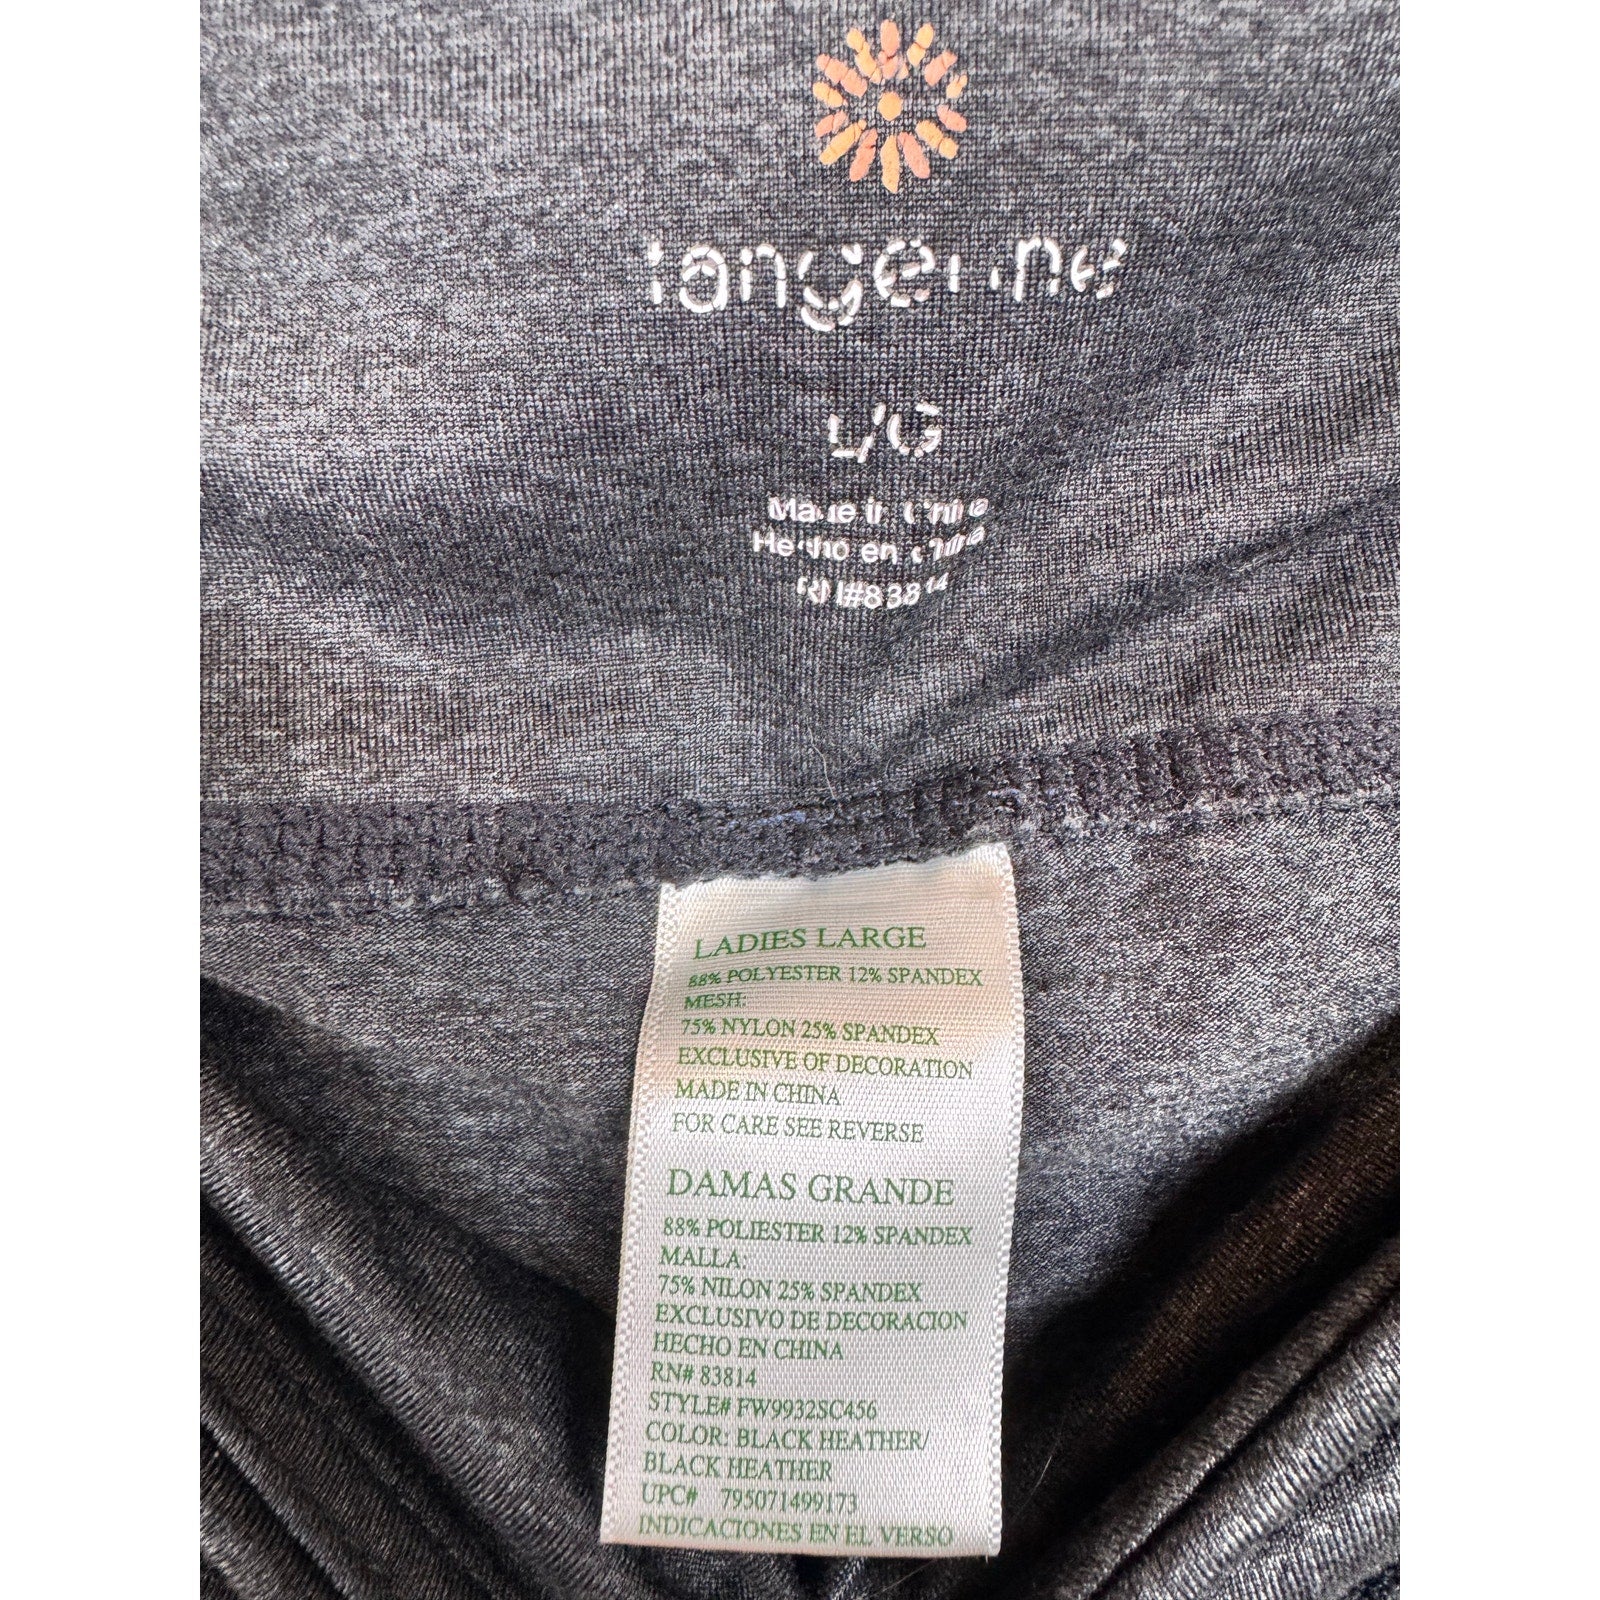 tangerine
L/G
Made in China
Hecho en China
RN#83814
LADIES LARGE
88% POLYESTER 12% SPANDEX
MESH:
75% NYLON 25% SPANDEX
EXCLUSIVE OF DECORATION
MADE IN CHINA
FOR CARE SEE REVERSE
DAMAS GRANDE
88% POLIESTER 12% SPANDEX
MALLA:
75% NILON 25% SPANDEX
EXCLUSIVO DE DECORACION
HECHO EN CHINA
RN# 83814
STYLE# FW9932SC456
COLOR: BLACK HEATHER/
BLACK HEATHER
UPC# 795071499173
INDICACIONES EN EL VERSO